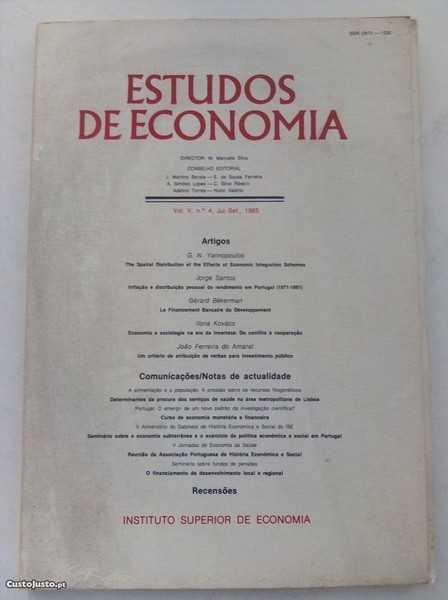 ESTUDOS
DE ECONOMIA
DIRECTOR: M. Manuela Silva
CONSELHO EDITORIAL
J. Martins Barata — E. de Sousa Ferreira
A. Simões Lopes — C. Silva Ribeiro
Adelino Torres — Nuno Valério
Vol. V, n.º 4, Jul.-Set., 1985
Artigos
G. N. Yannopoulos
The Spatial Distribution of the Effects of Economic Integration Schemes
Jorge Santos
Inflação e distribuição pessoal do rendimento em Portugal (1971-1981)
Gérard Békerman
Le Financement Bancaire du Développement
Ilona Kovács
Economia e sociologia na era da incerteza: Do conflito à cooperação
João Ferreira do Amaral
Um critério de atribuição de verbas para investimento público
Comunicações/Notas de actualidade
A alimentação e a população. A pressão sobre os recursos fitogenéticos
Determinantes da procura dos serviços de saúde na área metropolitana de Lisboa
Portugal: O emergir de um novo padrão da investigação científica?
Curso de economia monetária e financeira
X Aniversário do Gabinete de História Económica e Social do ISE
Seminário sobre a economia subterrânea e o exercício da política económica e social em Portugal
V Jornadas de Economia da Saúde
Reunião da Associação Portuguesa de História Económica e Social
Seminário sobre fundos de pensões
O financiamento do desenvolvimento local e regional
Recensões
INSTITUTO SUPERIOR DE ECONOMIA
CustoJusto.pt